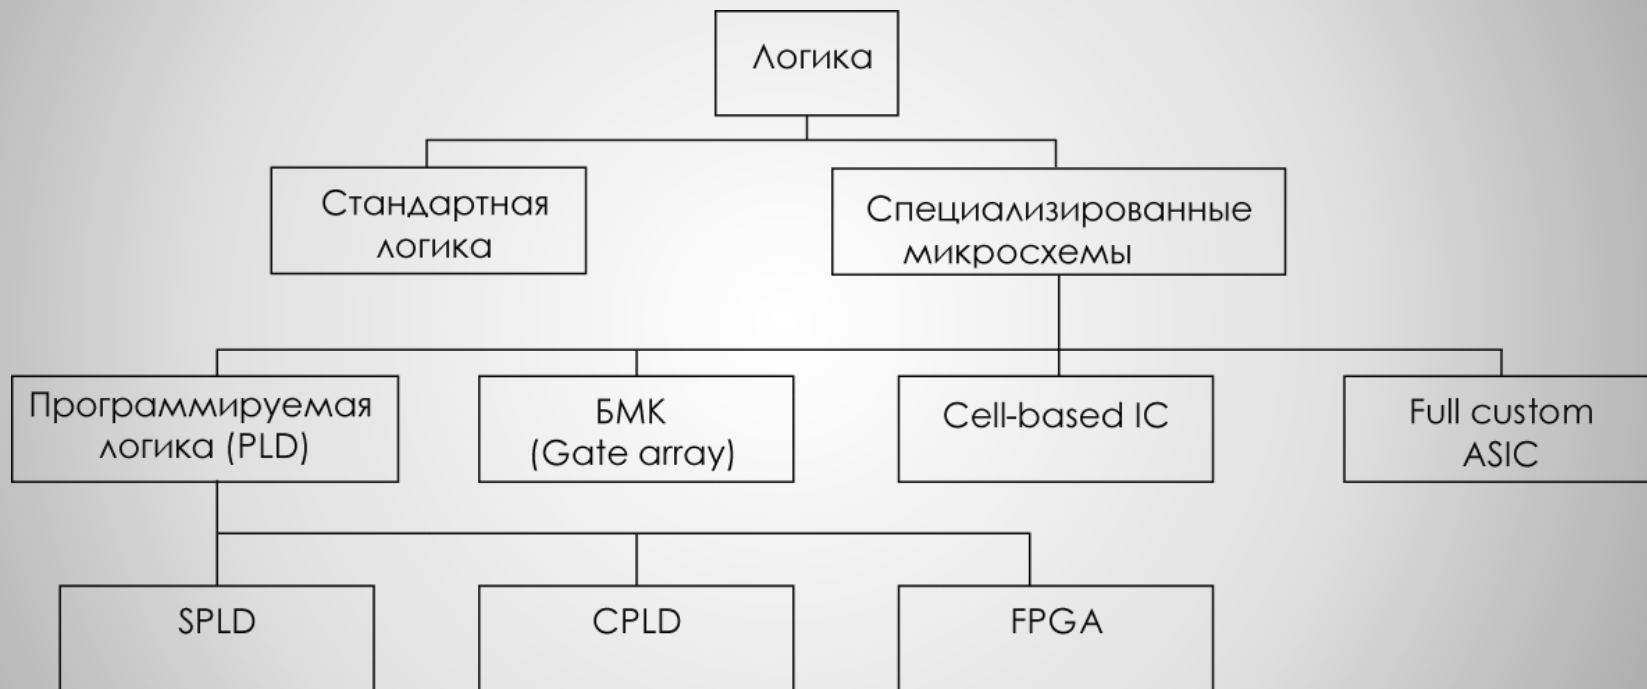 Логика
Стандартная
логика
Специализированные
микросхемы
Программируемая
логика (PLD)
БМК
(Gate array)
Cell-based IC
Full custom
ASIC
SPLD
CPLD
FPGA